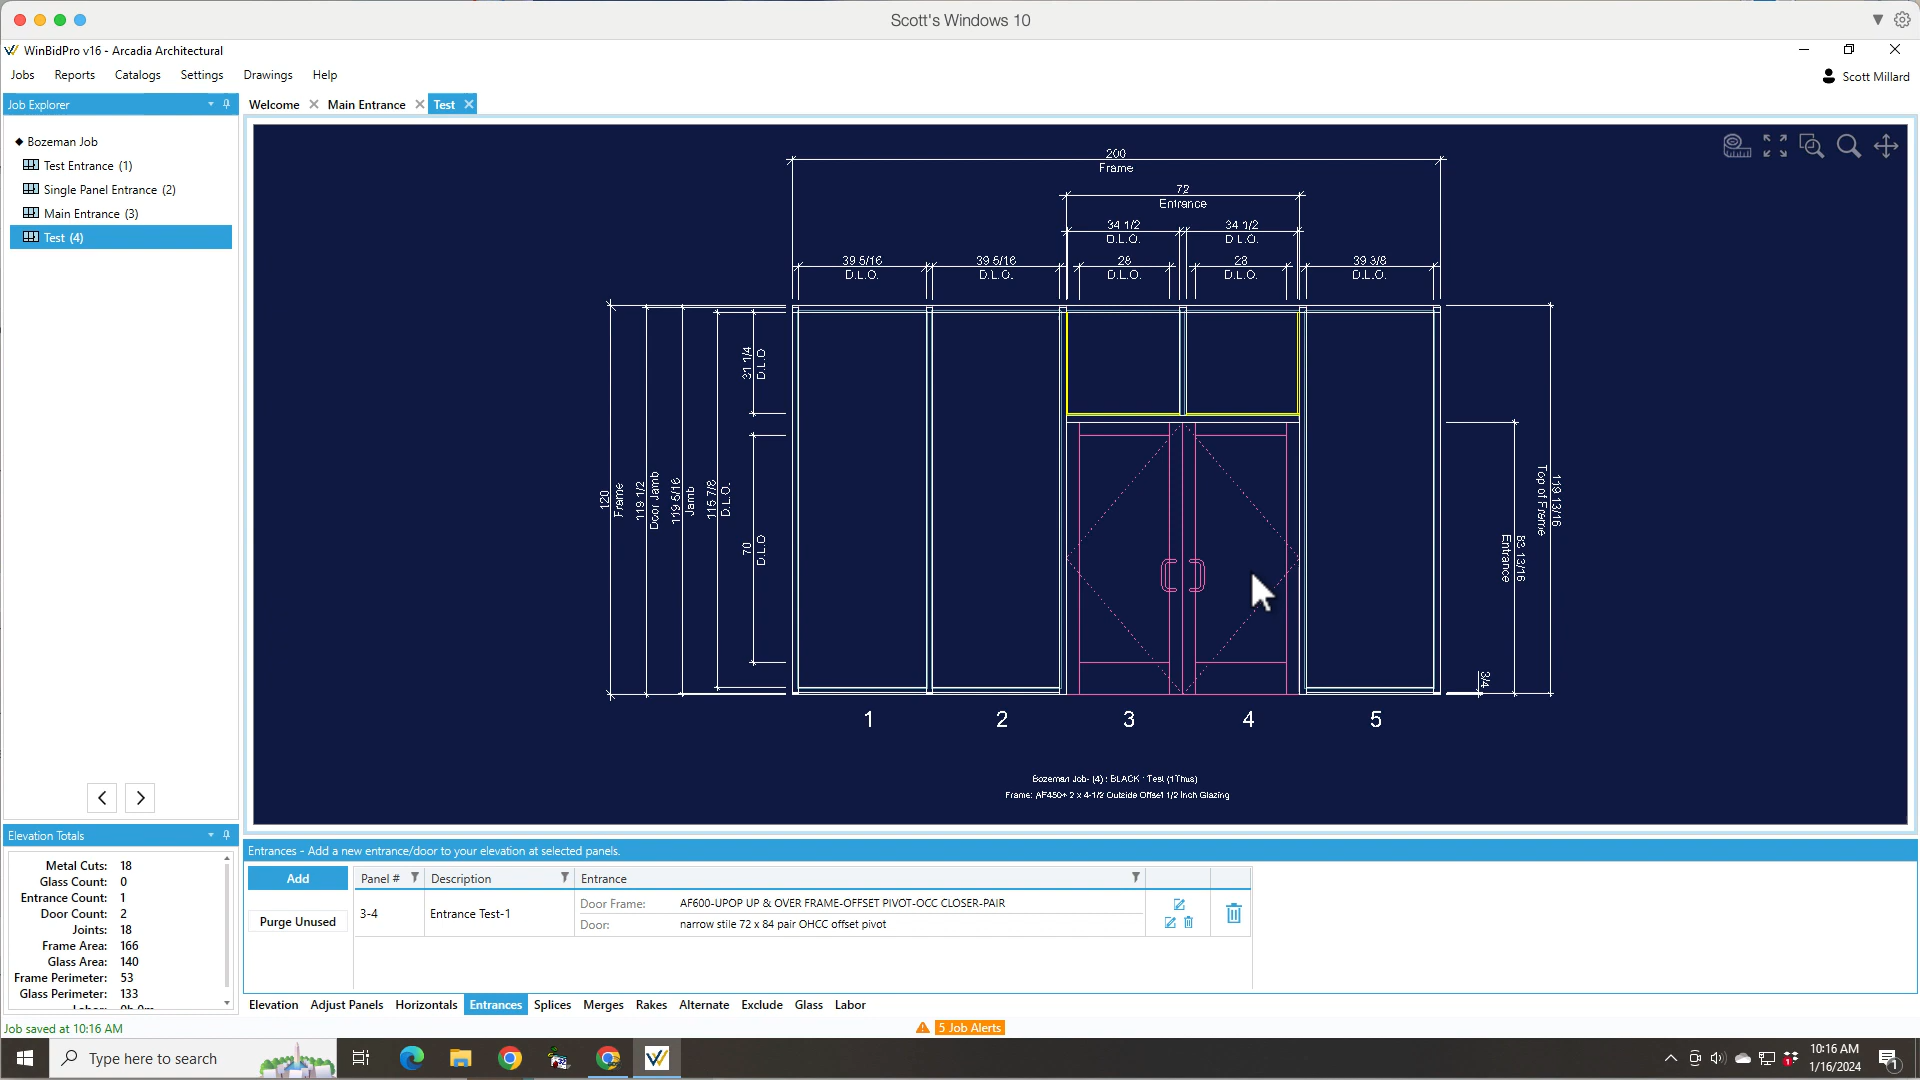 Scott's Windows 10
WinBidPro v16 - Arcadia Architectural
Jobs Reports Catalogs Settings Drawings Help
Scott Millard
Job Explorer
Bozeman Job
Test Entrance (1)
Single Panel Entrance (2)
Main Entrance (3)
Test (4)
Welcome Main Entrance Test
200
Frame
72
Entrance
34 1/2
D.L.O.
34 1/2
D.L.O.
39 5/16
D.L.O.
39 5/16
D.L.O.
28
D.L.O.
28
D.L.O.
39 3/8
D.L.O.
120
Frame
119 1/2
Door Jamb
119 5/16
Jamb
115 7/8
D.L.O.
31 1/4
D.L.O
70
D.L.O
119 13/16
Top of Frame
83 13/16
Entrance
3/4
1 2 3 4 5
Bozeman Job- (4) : BLACK : Test (1Thus)
Frame: AF450+ 2 x 4-1/2 Outside Offset 1/2 Inch Glazing
Elevation Totals
Metal Cuts: 18
Glass Count: 0
Entrance Count: 1
Door Count: 2
Joints: 18
Frame Area: 166
Glass Area: 140
Frame Perimeter: 53
Glass Perimeter: 133
Entrances - Add a new entrance/door to your elevation at selected panels.
Add
Purge Unused
Panel # Description Entrance
3-4 Entrance Test-1
Door Frame: AF600-UPOP UP & OVER FRAME-OFFSET PIVOT-OCC CLOSER-PAIR
Door: narrow stile 72 x 84 pair OHCC offset pivot
Elevation Adjust Panels Horizontals Entrances Splices Merges Rakes Alternate Exclude Glass Labor
Job saved at 10:16 AM
5 Job Alerts
Type here to search
10:16 AM
1/16/2024
1
1